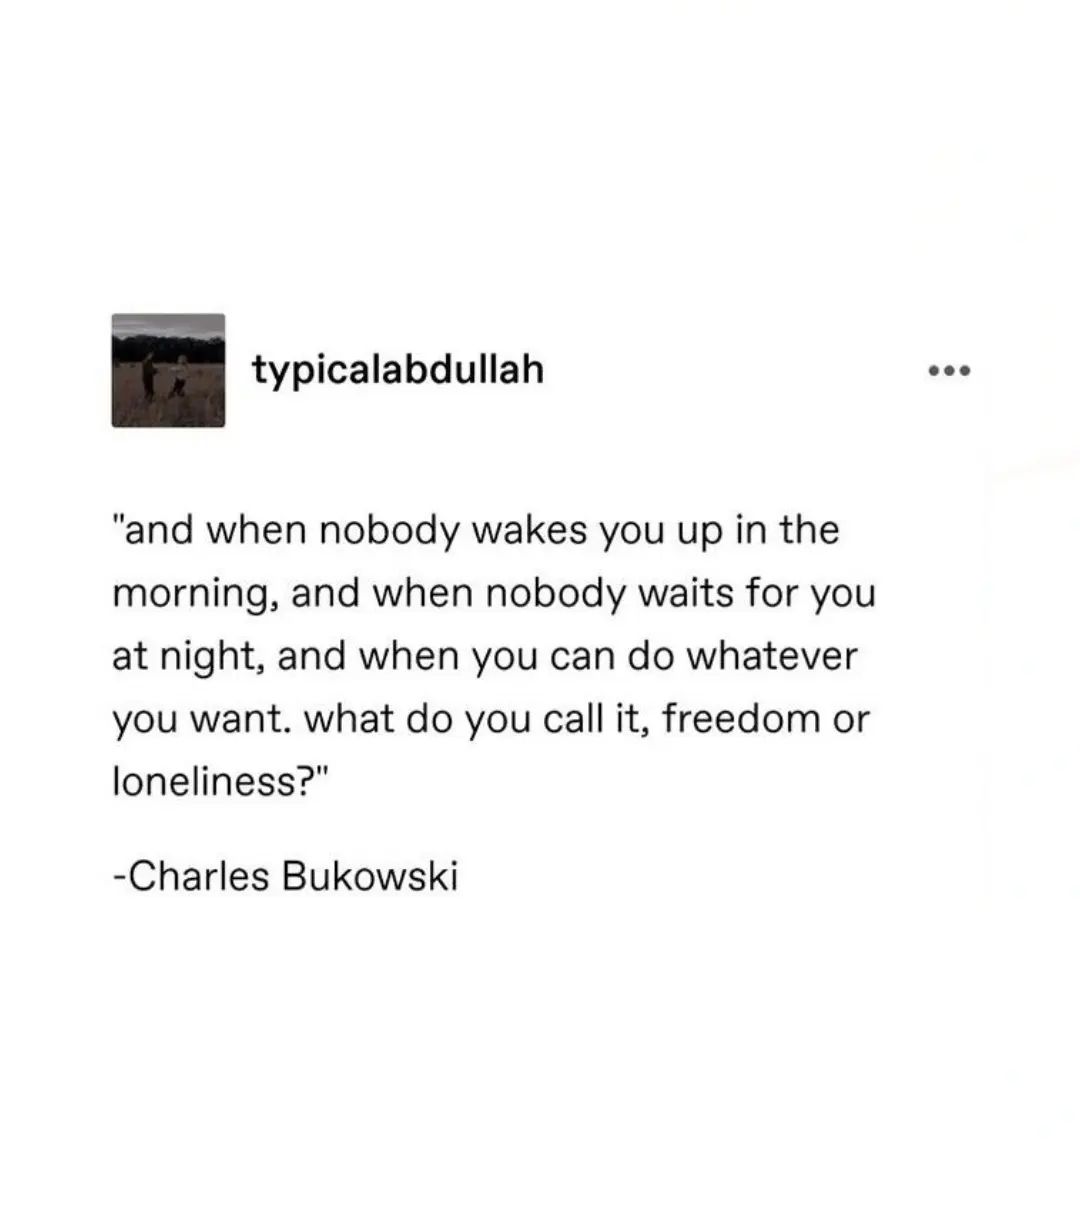 typicalabdullah
"and when nobody wakes you up in the
morning, and when nobody waits for you
at night, and when you can do whatever
you want. what do you call it, freedom or
loneliness?"
-Charles Bukowski